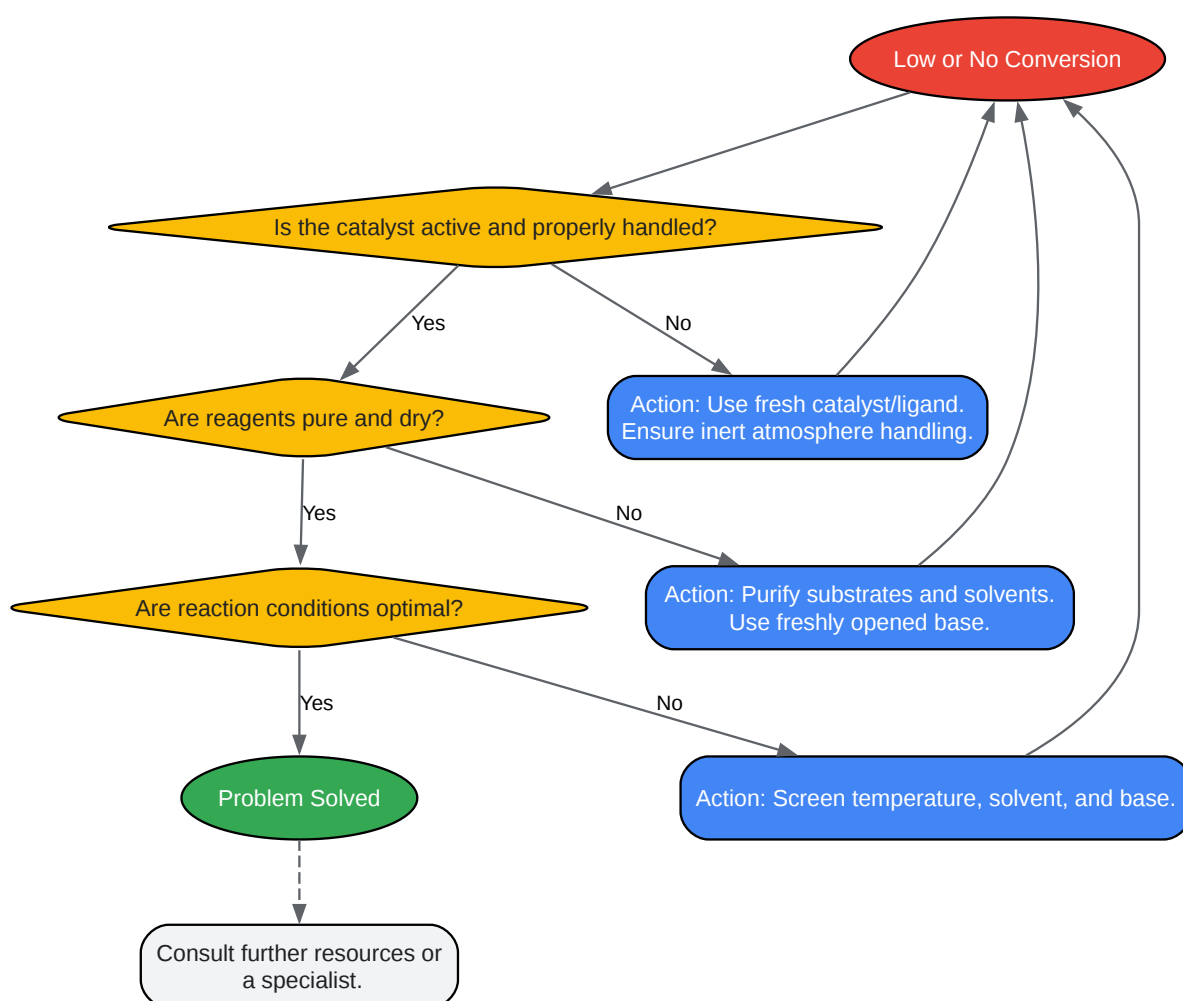 Low or No Conversion
Is the catalyst active and properly handled?
Yes
No
Action: Use fresh catalyst/ligand.
Ensure inert atmosphere handling.
Are reagents pure and dry?
Yes
No
Action: Purify substrates and solvents.
Use freshly opened base.
Are reaction conditions optimal?
Yes
No
Action: Screen temperature, solvent, and base.
Problem Solved
Consult further resources or
a specialist.